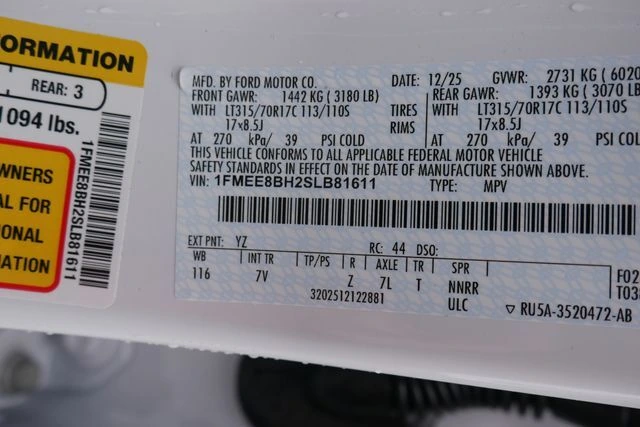 ORMATION
REAR: 3
1094 lbs.
WNERS
AL FOR
ONAL
MATION
1FMEE8BH2SLB81611
MFD. BY FORD MOTOR CO. DATE: 12/25 GVWR: 2731 KG ( 6020
FRONT GAWR: 1442 KG ( 3180 LB) REAR GAWR: 1393 KG ( 3070 LB
WITH LT315/70R17C 113/110S TIRES WITH LT315/70R17C 113/110S
17x8.5J RIMS 17x8.5J
AT 270 kPa/ 39 PSI COLD AT 270 kPa/ 39 PSI COL
THIS VEHICLE CONFORMS TO ALL APPLICABLE FEDERAL MOTOR VEHICLE
SAFETY STANDARDS IN EFFECT ON THE DATE OF MANUFACTURE SHOWN ABOVE.
VIN: 1FMEE8BH2SLB81611 TYPE: MPV
EXT PNT: YZ RC: 44 DSO:
WB INT TR TP/PS R AXLE TR SPR
116 7V Z 7L T NNRR
ULC
3202512122881
F02
T03
▽ RU5A-3520472-AB